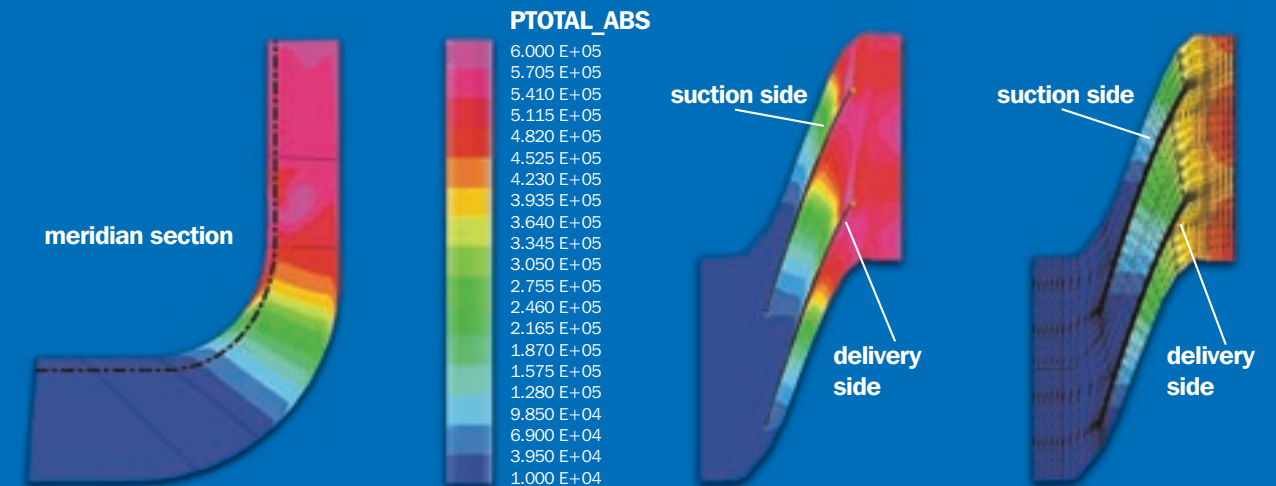 PTOTAL_ABS
6.000 E+05
5.705 E+05
5.410 E+05
5.115 E+05
4.820 E+05
4.525 E+05
4.230 E+05
3.935 E+05
3.640 E+05
3.345 E+05
3.050 E+05
2.755 E+05
2.460 E+05
2.165 E+05
1.870 E+05
1.575 E+05
1.280 E+05
9.850 E+04
6.900 E+04
3.950 E+04
1.000 E+04
meridian section
suction side
delivery
side
suction side
delivery
side